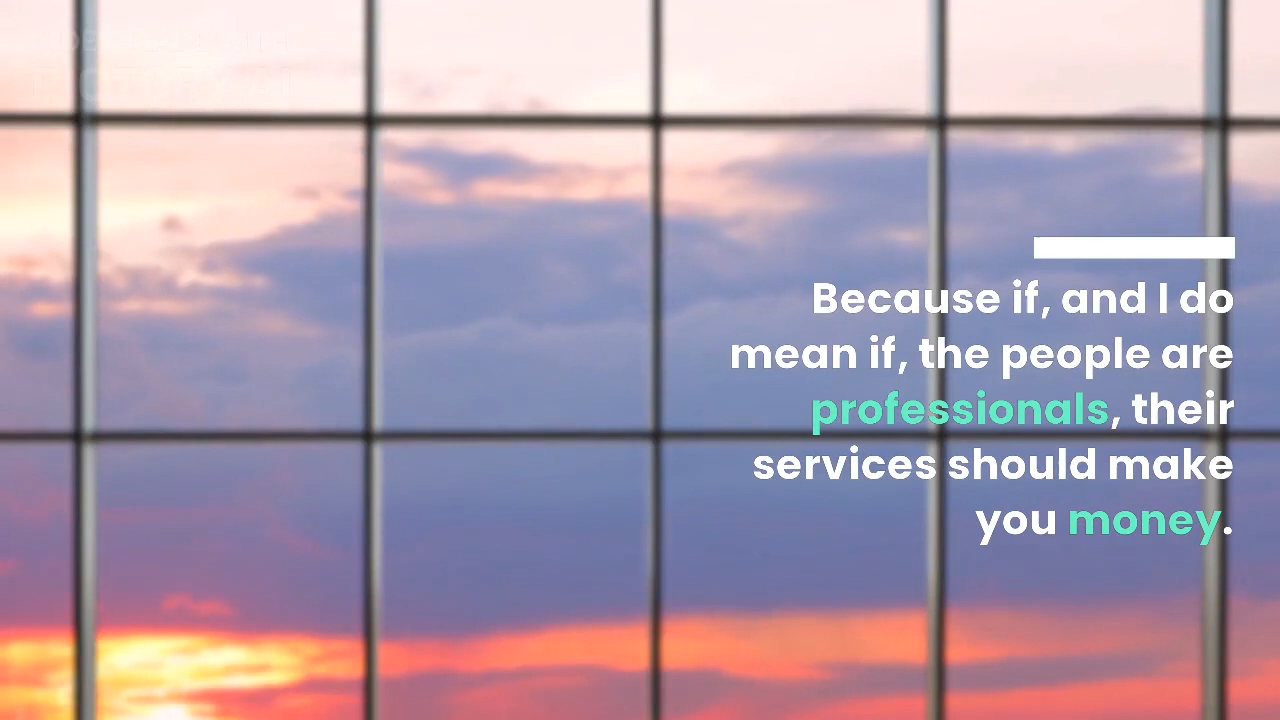 Because if, and I do
mean if, the people are
professionals, their
services should make
you money.